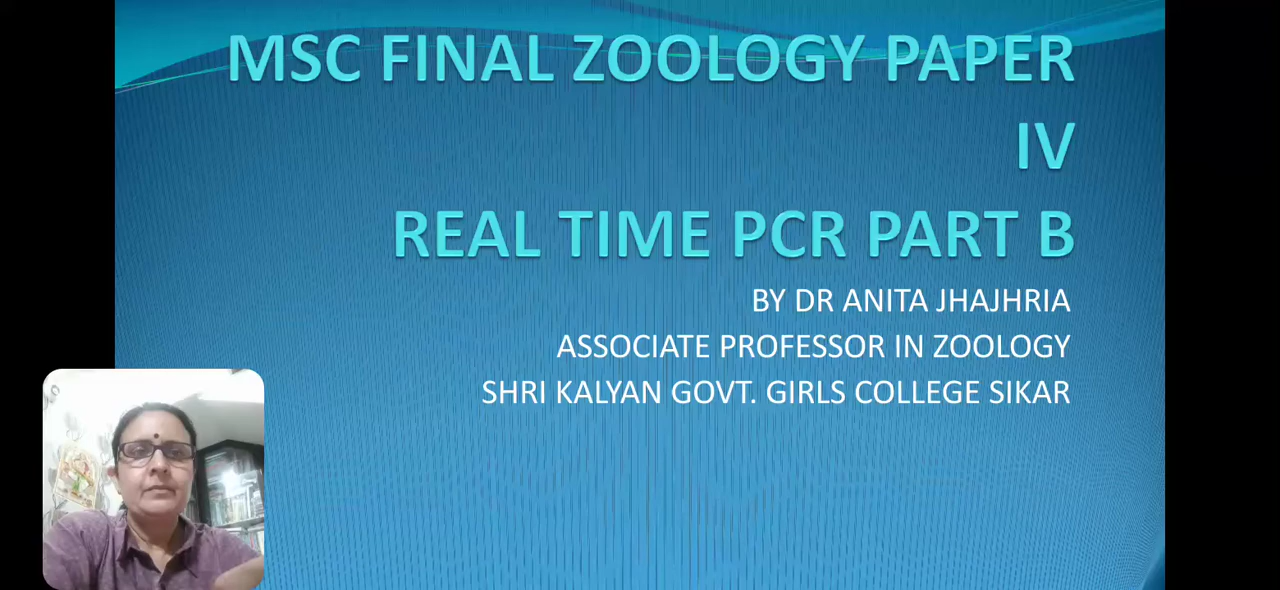 MSC FINAL ZOOLOGY PAPER
IV
REAL TIME PCR PART B
BY DR ANITA JHAJHRIA
ASSOCIATE PROFESSOR IN ZOOLOGY
SHRI KALYAN GOVT. GIRLS COLLEGE SIKAR